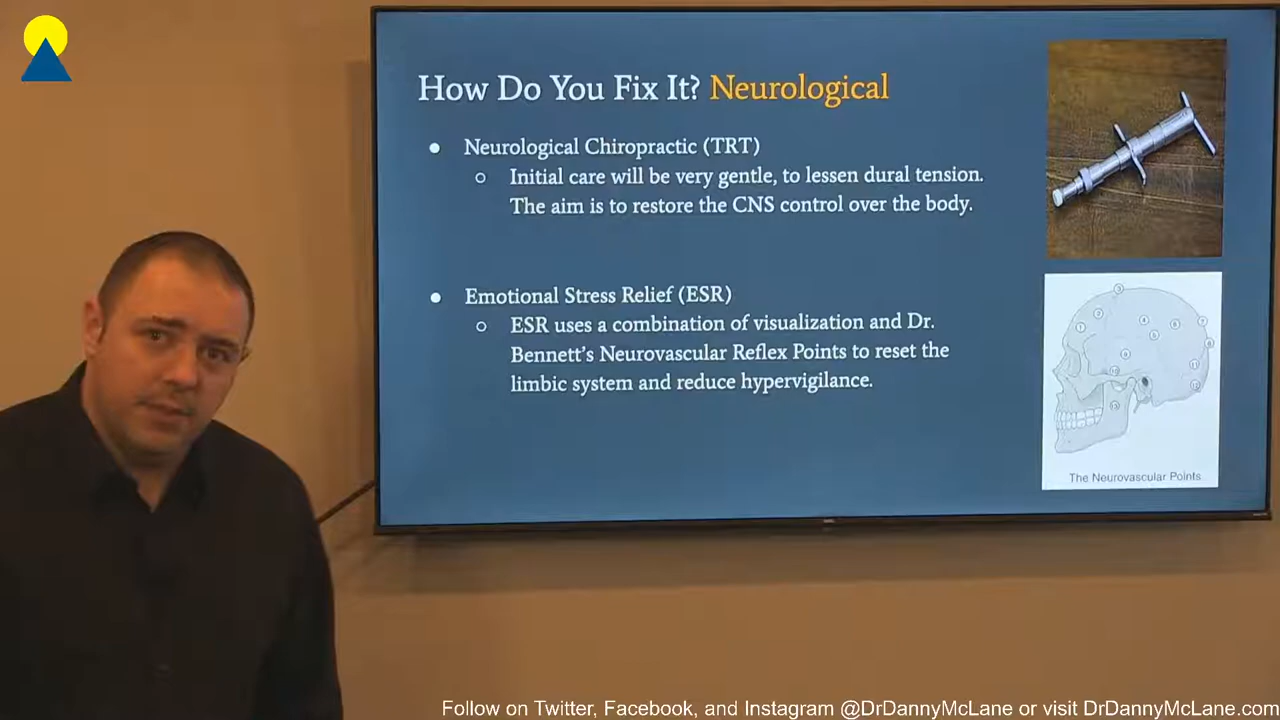 How Do You Fix It? Neurological
● Neurological Chiropractic (TRT)
○ Initial care will be very gentle, to lessen dural tension.
The aim is to restore the CNS control over the body.
● Emotional Stress Relief (ESR)
○ ESR uses a combination of visualization and Dr.
Bennett's Neurovascular Reflex Points to reset the
limbic system and reduce hypervigilance.
The Neurovascular Points
Follow on Twitter, Facebook, and Instagram @DrDannyMcLane or visit DrDannyMcLane.com